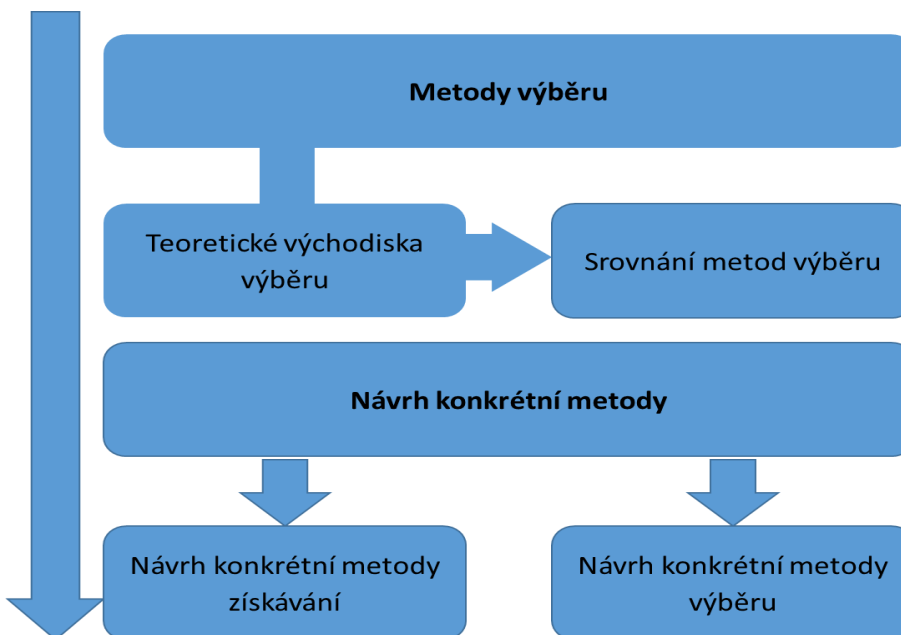 Metody výběru
Teoretické východiska
výběru
Srovnání metod výběru
Návrh konkrétní metody
Návrh konkrétní metody
získávání
Návrh konkrétní metody
výběru